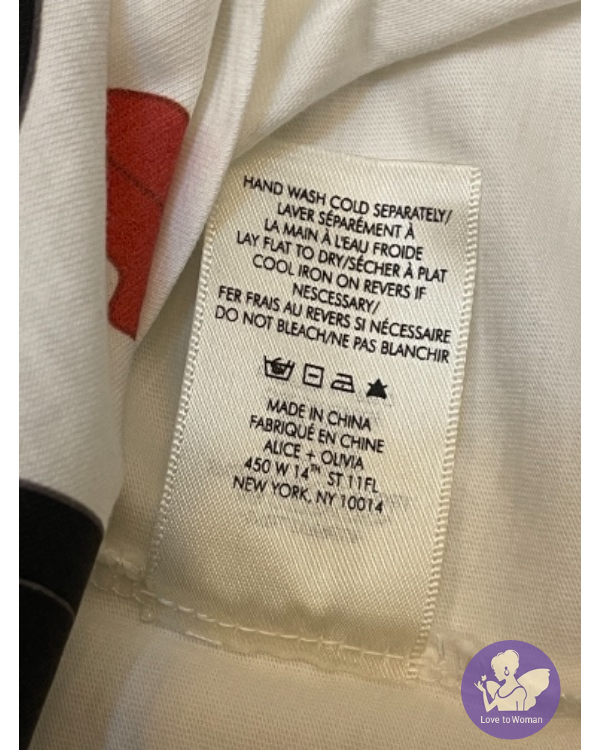 HAND WASH COLD SEPARATELY/
LAVER SÉPARÉMENT À
LA MAIN À L'EAU FROIDE
LAY FLAT TO DRY/SÉCHER À PLAT
COOL IRON ON REVERS IF
NESCESSARY/
FER FRAIS AU REVERS SI NÉCESSAIRE
DO NOT BLEACH/NE PAS BLANCHIR
MADE IN CHINA
FABRIQUÉ EN CHINE
ALICE + OLIVIA
450 W 14TH ST 11FL
NEW YORK, NY 10014
Love to Woman